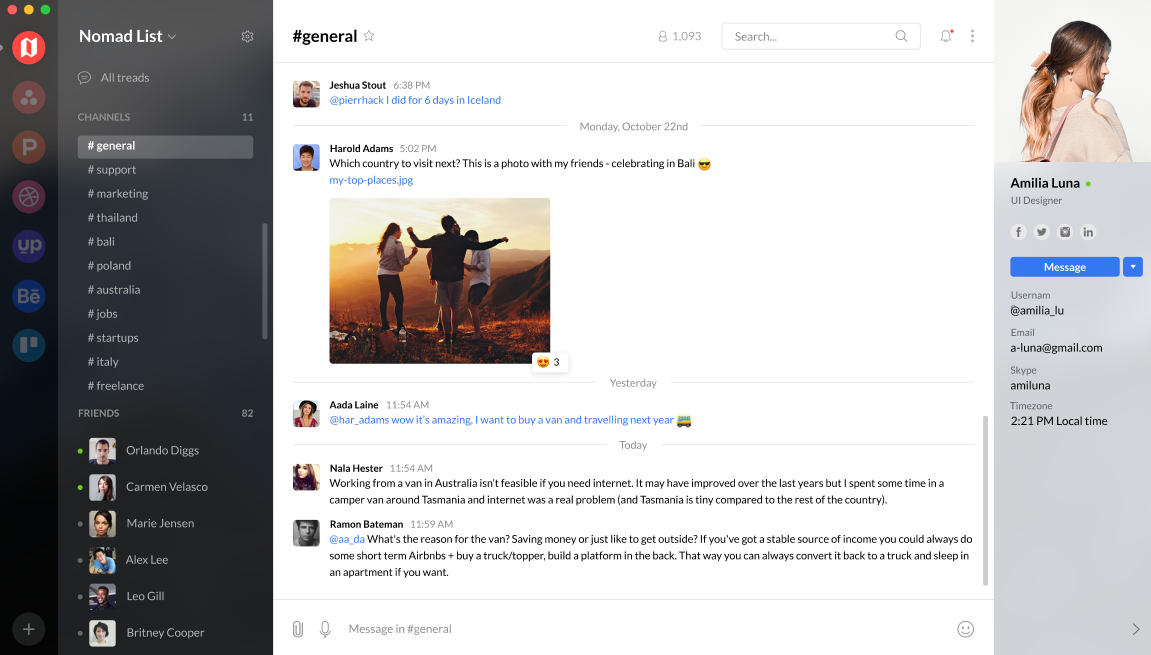 Nomad List
All treads
CHANNELS 11
# general
# support
# marketing
# thailand
# bali
# poland
# australia
# jobs
# startups
# italy
# freelance
FRIENDS 82
Orlando Diggs
Carmen Velasco
Marie Jensen
Alex Lee
Leo Gill
Britney Cooper
P
up
Bē
#general
1,093
Search...
Jeshua Stout 6:38 PM
@pierrhack I did for 6 days in Iceland
Monday, October 22nd
Harold Adams 5:02 PM
Which country to visit next? This is a photo with my friends - celebrating in Bali 😎
my-top-places.jpg
😍 3
Yesterday
Aada Laine 11:54 AM
@har_adams wow it's amazing, I want to buy a van and travelling next year 🚌
Today
Nala Hester 11:54 AM
Working from a van in Australia isn't feasible if you need internet. It may have improved over the last years but I spent some time in a
camper van around Tasmania and internet was a real problem (and Tasmania is tiny compared to the rest of the country).
Ramon Bateman 11:59 AM
@aa_da What's the reason for the van? Saving money or just like to get outside? If you've got a stable source of income you could always do
some short term Airbnbs + buy a truck/topper, build a platform in the back. That way you can always convert it back to a truck and sleep in
an apartment if you want.
Message in #general
Amilia Luna
UI Designer
f
in
Message
Usernam
@amilia_lu
Email
a-luna@gmail.com
Skype
amiluna
Timezone
2:21 PM Local time